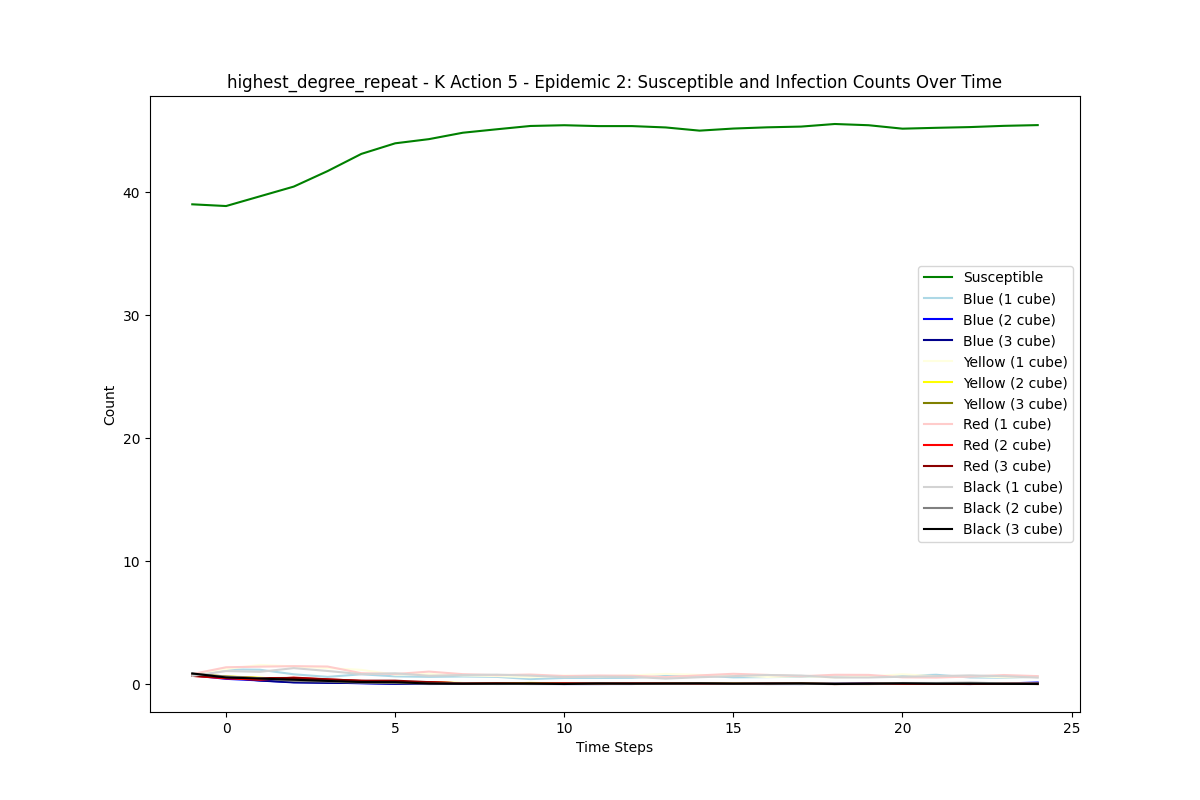 highest_degree_repeat - K Action 5 - Epidemic 2: Susceptible and Infection Counts Over Time
Count
40
30
20
10
0
Susceptible
Blue (1 cube)
Blue (2 cube)
Blue (3 cube)
Yellow (1 cube)
Yellow (2 cube)
Yellow (3 cube)
Red (1 cube)
Red (2 cube)
Red (3 cube)
Black (1 cube)
Black (2 cube)
Black (3 cube)
0 5 10 15 20 25
Time Steps